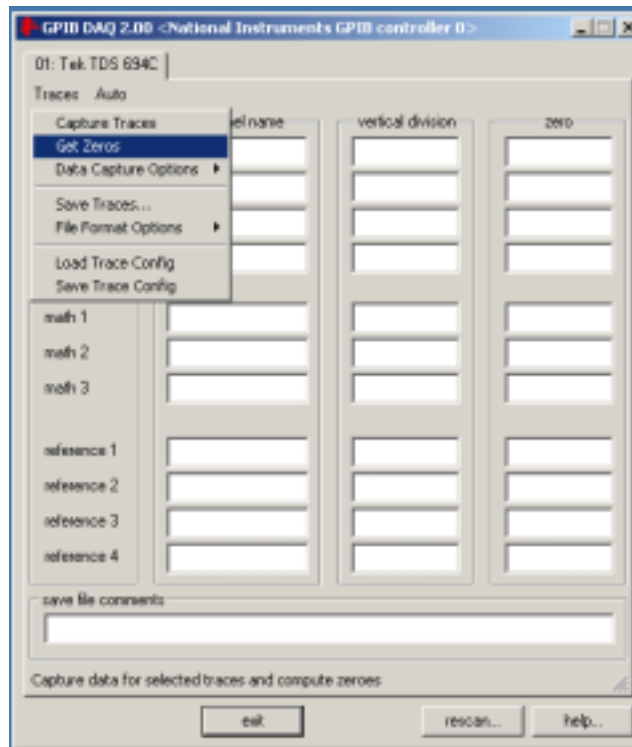 GPIB DAQ 2.00 <National Instruments GPIB controller 0>
01: Tek TDS 694C
Traces Auto
Capture Traces
Get Zeros
Data Capture Options
Save Traces...
File Format Options
Load Trace Config
Save Trace Config
vertical division
zero
math 1
math 2
math 3
reference 1
reference 2
reference 3
reference 4
save file comments
Capture data for selected traces and compute zeroes
exit
rescan...
help...